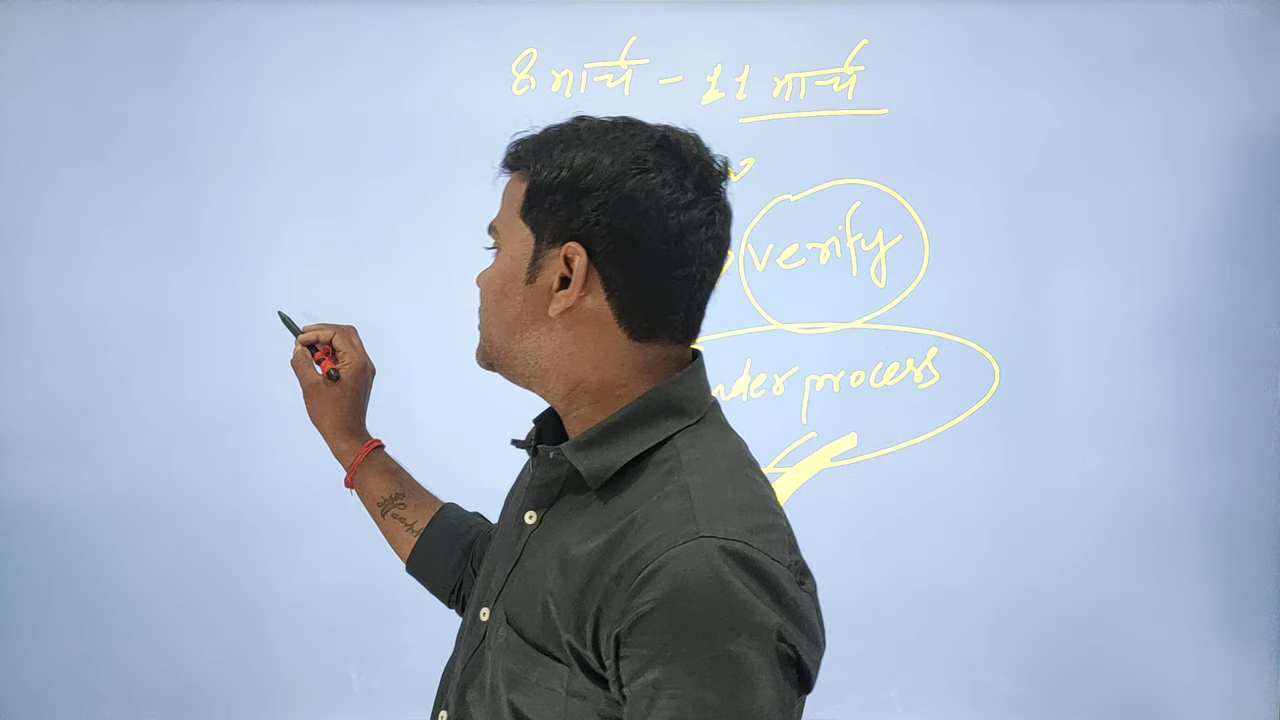 8 मार्च - 11 मार्च
verify
nder process